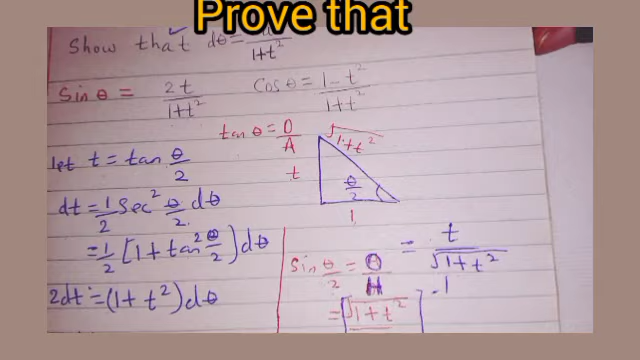 Prove that
Show that dθ = /1+t²
Sin θ = 2t/1+t² Cos θ = 1-t²/1+t²
tan θ = O/A √1+t²
let t = tan θ/2
t θ/2
1
dt = 1/2 Sec² θ/2 dθ
= 1/2 [1 + tan² θ/2] dθ
2dt = (1 + t²) dθ
Sin θ/2 = O/H = t/√1+t²
= [√1+t²]⁻¹